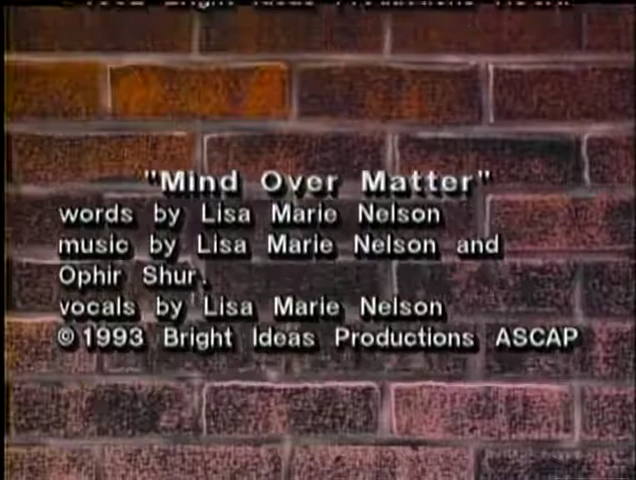 "Mind Over Matter"
words by Lisa Marie Nelson
music by Lisa Marie Nelson and
Ophir Shur.
vocals by Lisa Marie Nelson
©1993 Bright Ideas Productions ASCAP